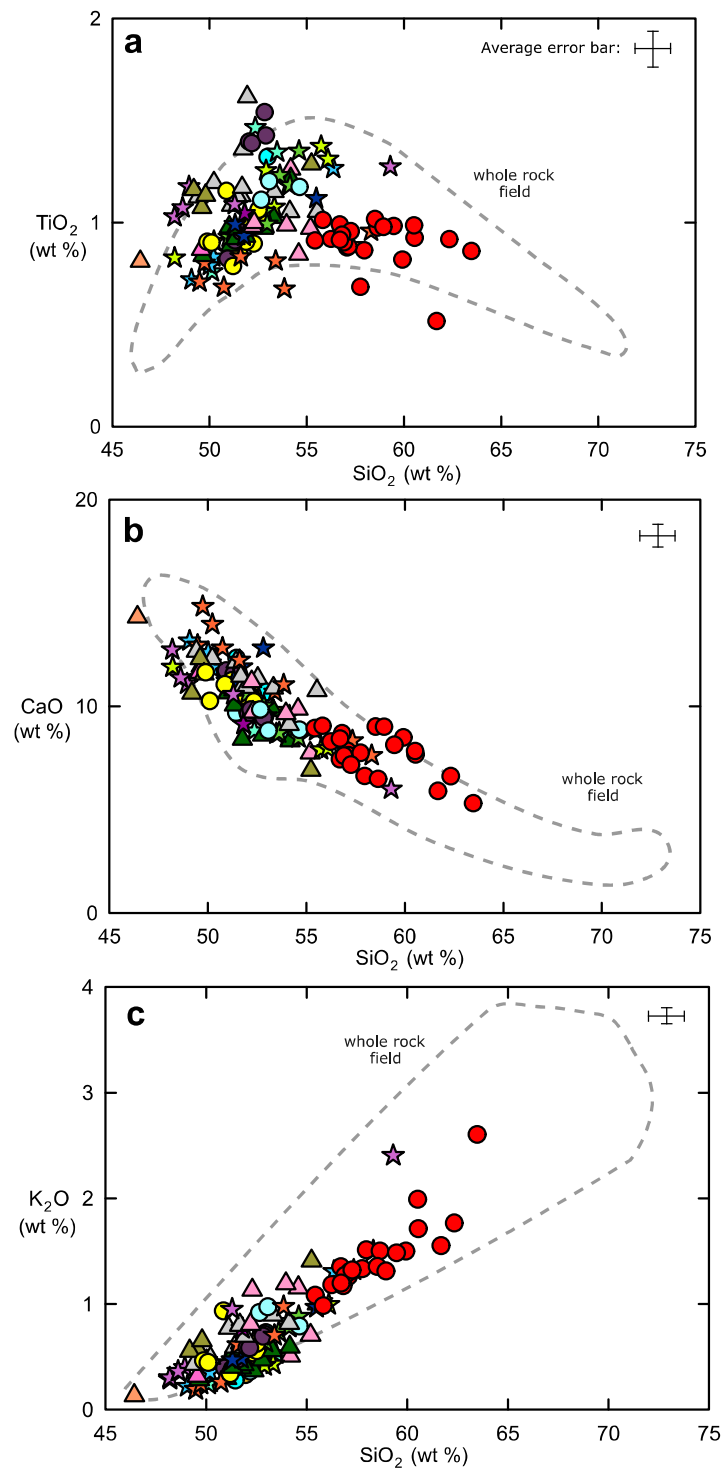 a
Average error bar:
whole rock
field
TiO₂
(wt %)
2
1
0
45
50
55
60
65
70
75
SiO₂ (wt %)
b
whole rock
field
CaO
(wt %)
20
10
0
45
50
55
60
65
70
75
SiO₂ (wt %)
c
whole rock
field
K₂O
(wt %)
4
3
2
1
0
45
50
55
60
65
70
75
SiO₂ (wt %)